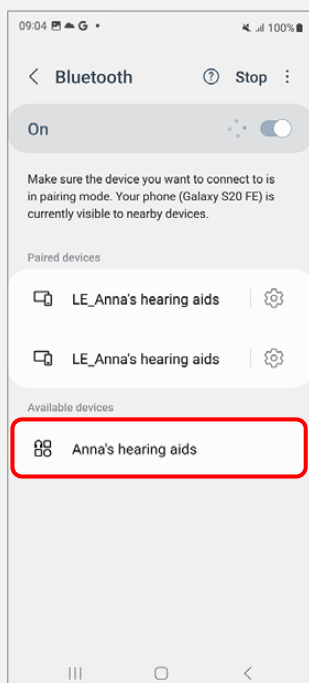 09:04 G •
100%
Bluetooth
Stop
On
Make sure the device you want to connect to is
in pairing mode. Your phone (Galaxy S20 FE) is
currently visible to nearby devices.
Paired devices
LE_Anna's hearing aids
LE_Anna's hearing aids
Available devices
Anna's hearing aids